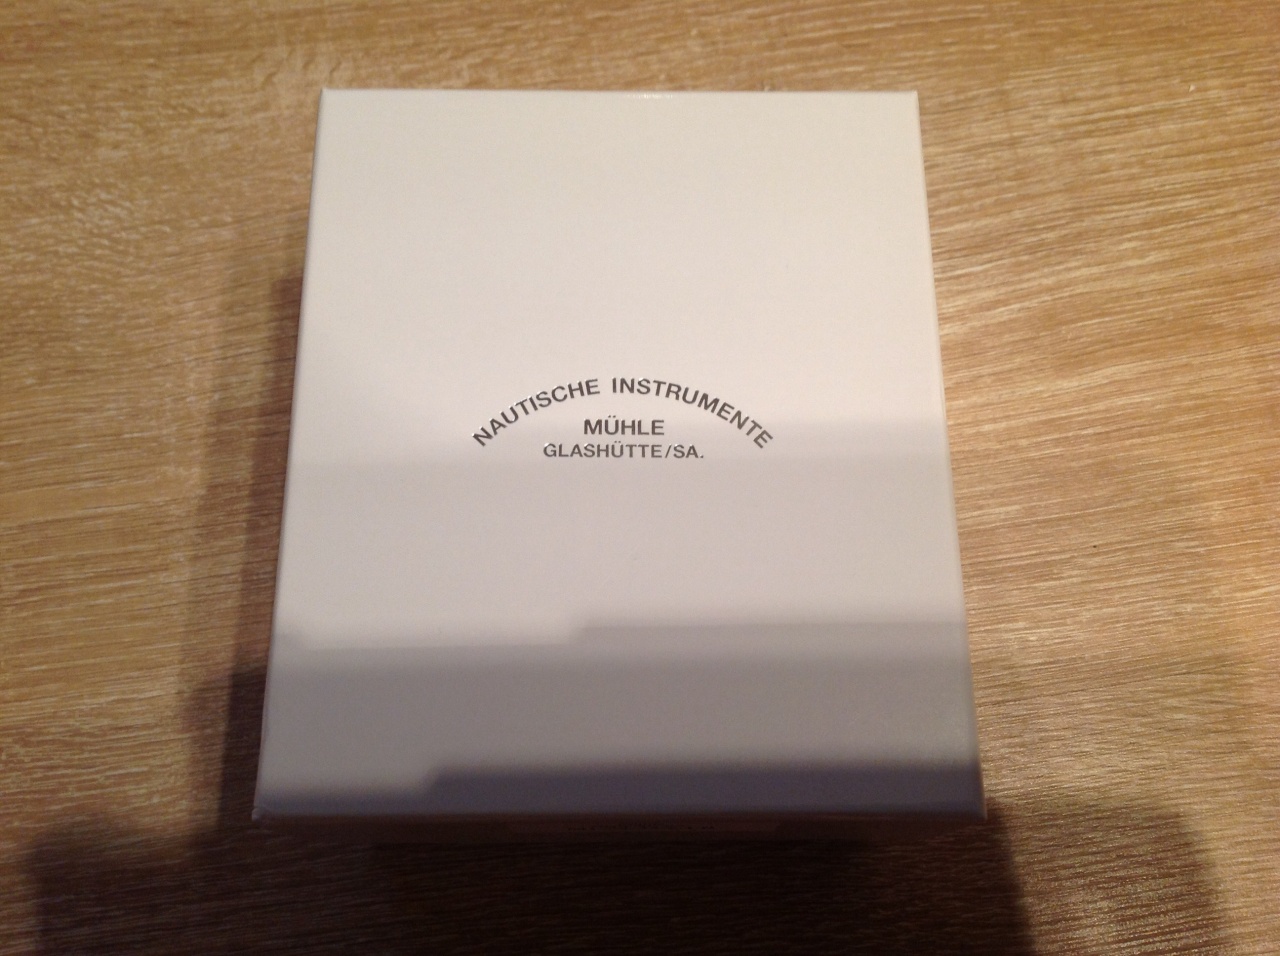 NAUTISCHE INSTRUMENTE
MÜHLE
GLASHÜTTE/SA.